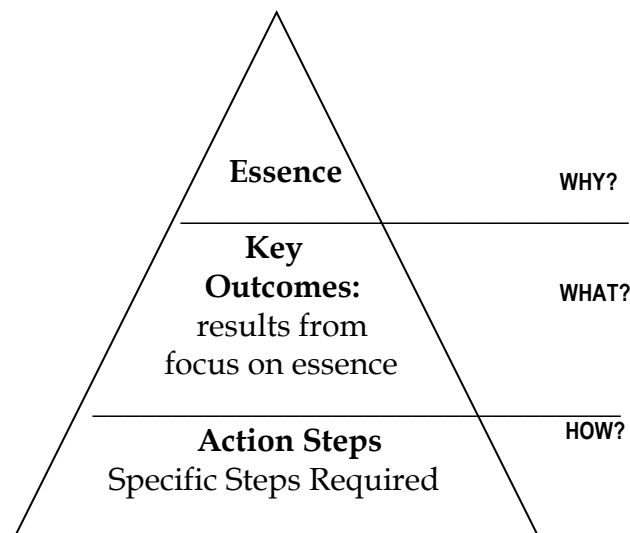 Essence
WHY?
Key
Outcomes:
results from
focus on essence
WHAT?
Action Steps
Specific Steps Required
HOW?